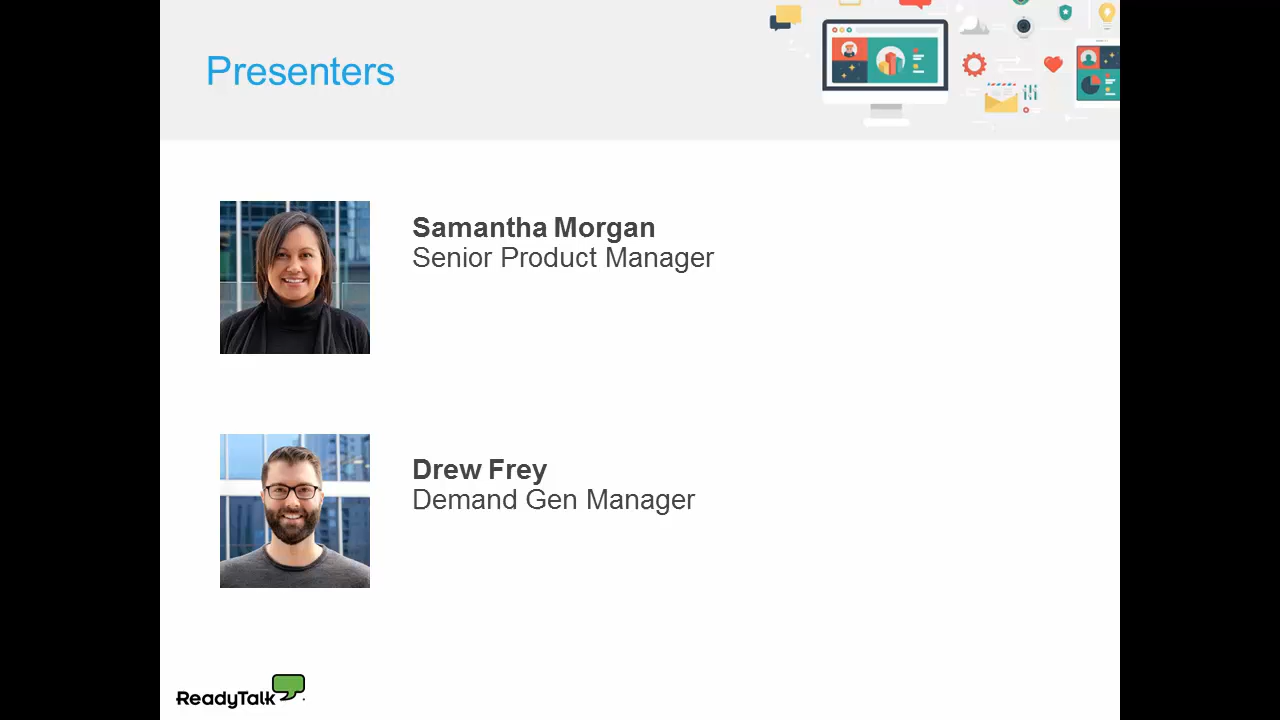 Presenters
Samantha Morgan
Senior Product Manager
Drew Frey
Demand Gen Manager
ReadyTalk